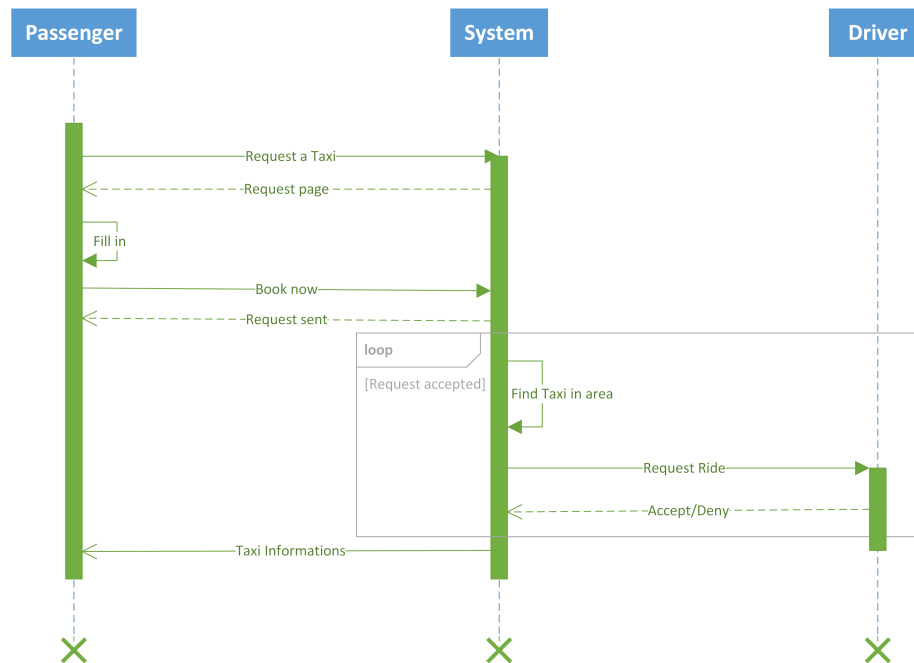 Passenger
System
Driver
Request a Taxi
Request page
Fill in
Book now
Request sent
loop
[Request accepted]
Find Taxi in area
Request Ride
Accept/Deny
Taxi Informations